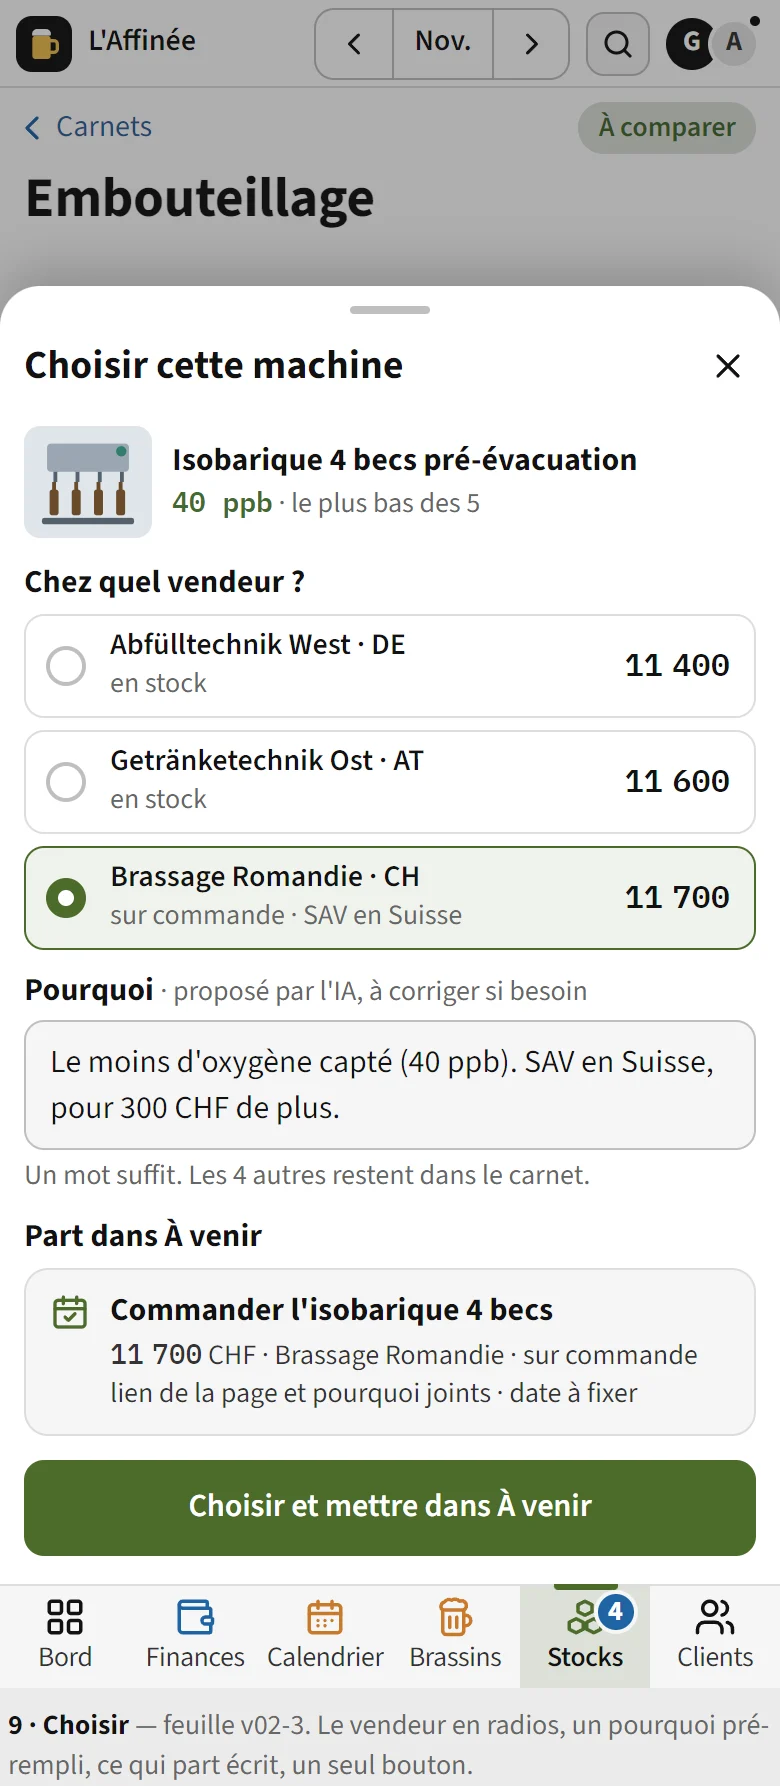 L'Affinée
Nov.
G
A
Carnets
À comparer
Embouteillage
Choisir cette machine
Isobarique 4 becs pré-évacuation
40 ppb · le plus bas des 5
Chez quel vendeur ?
Abfülltechnik West · DE
en stock
11 400
Getränketechnik Ost · AT
en stock
11 600
Brassage Romandie · CH
sur commande · SAV en Suisse
11 700
Pourquoi · proposé par l'IA, à corriger si besoin
Le moins d'oxygène capté (40 ppb). SAV en Suisse,
pour 300 CHF de plus.
Un mot suffit. Les 4 autres restent dans le carnet.
Part dans À venir
Commander l'isobarique 4 becs
11 700 CHF · Brassage Romandie · sur commande
lien de la page et pourquoi joints · date à fixer
Choisir et mettre dans À venir
4
Bord
Finances
Calendrier
Brassins
Stocks
Clients
9 · Choisir — feuille v02-3. Le vendeur en radios, un pourquoi pré-
rempli, ce qui part écrit, un seul bouton.